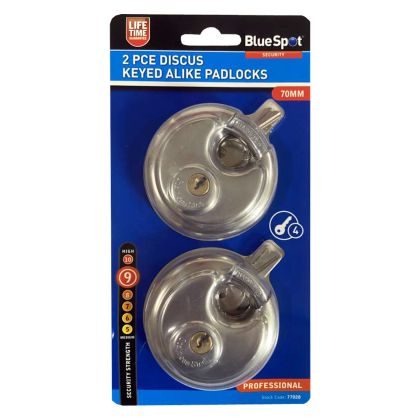 LIFE
TIME
GUARANTEE
BlueSpot
SECURITY
2 PCE DISCUS
KEYED ALIKE PADLOCKS
70MM
4
HIGH
10
9
8
7
6
5
MEDIUM
SECURITY STRENGTH
PROFESSIONAL
Stock Code: 77028